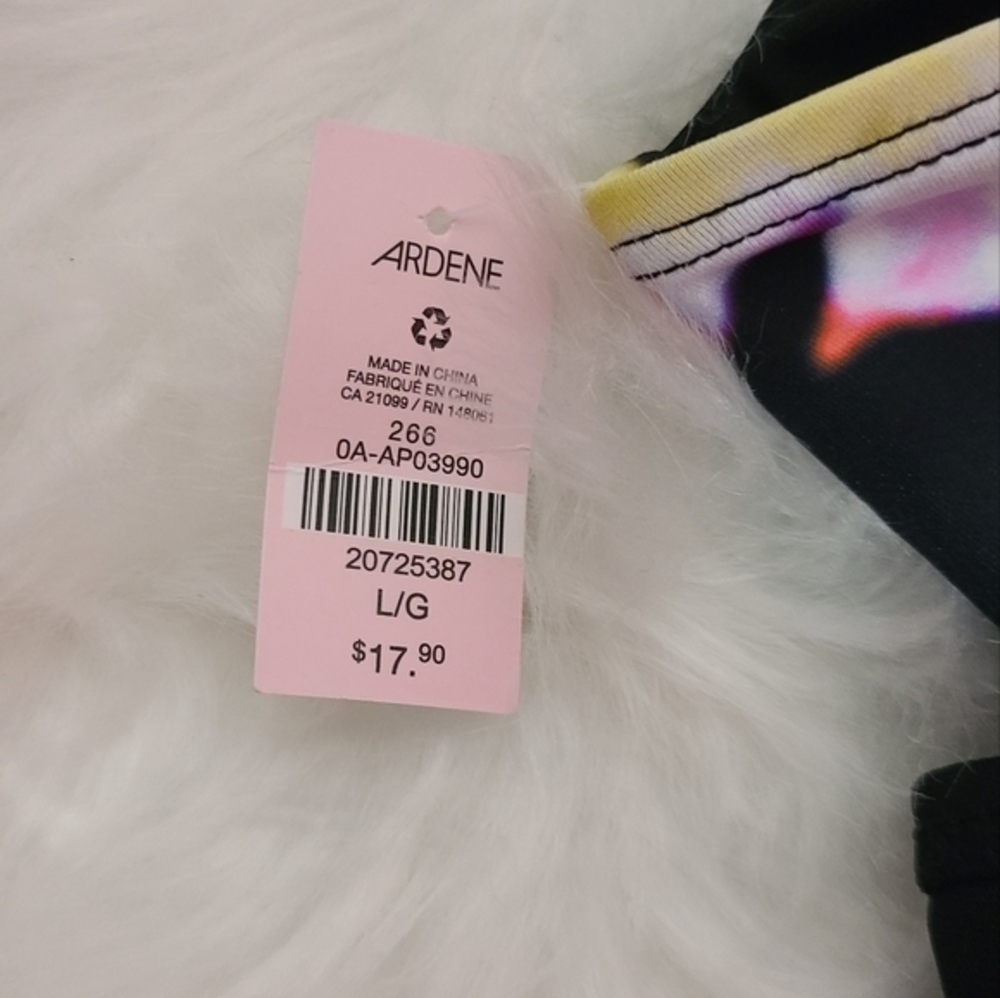 ARDENE
MADE IN CHINA
FABRIQUÉ EN CHINE
CA 21099 / RN 148061
266
0A-AP03990
20725387
L/G
$17.90